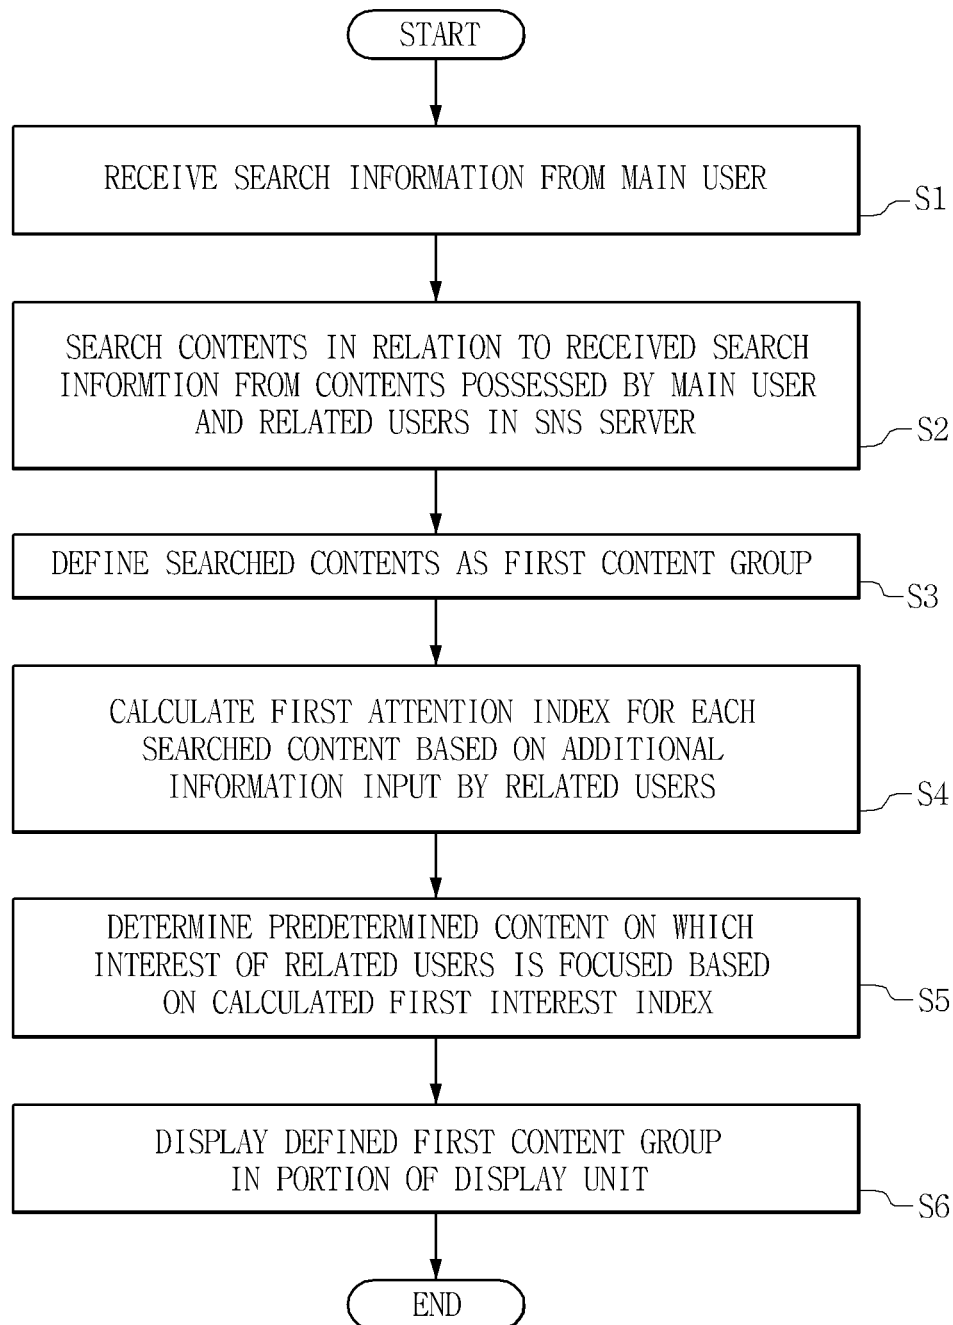 START
RECEIVE SEARCH INFORMATION FROM MAIN USER
S1
SEARCH CONTENTS IN RELATION TO RECEIVED SEARCH
INFORMTION FROM CONTENTS POSSESSED BY MAIN USER
AND RELATED USERS IN SNS SERVER
S2
DEFINE SEARCHED CONTENTS AS FIRST CONTENT GROUP
S3
CALCULATE FIRST ATTENTION INDEX FOR EACH
SEARCHED CONTENT BASED ON ADDITIONAL
INFORMATION INPUT BY RELATED USERS
S4
DETERMINE PREDETERMINED CONTENT ON WHICH
INTEREST OF RELATED USERS IS FOCUSED BASED
ON CALCULATED FIRST INTEREST INDEX
S5
DISPLAY DEFINED FIRST CONTENT GROUP
IN PORTION OF DISPLAY UNIT
S6
END